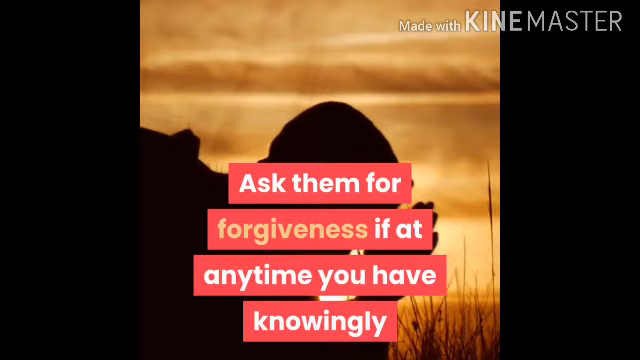 Made with KINEMASTER
Ask them for
forgiveness if at
anytime you have
knowingly